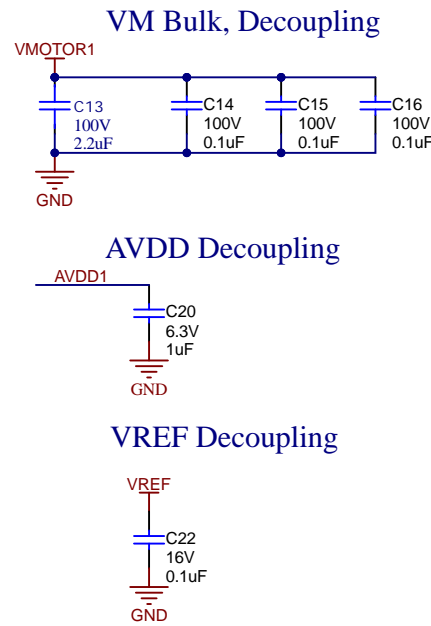 VM Bulk, Decoupling
VMOTOR1
C13
100V
2.2uF
C14
100V
0.1uF
C15
100V
0.1uF
C16
100V
0.1uF
GND
AVDD Decoupling
AVDD1
C20
6.3V
1uF
GND
VREF Decoupling
VREF
C22
16V
0.1uF
GND